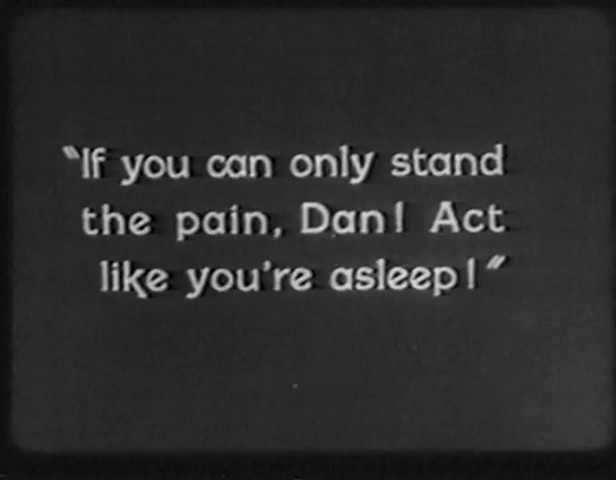 "If you can only stand
the pain, Dan! Act
like you're asleep!"